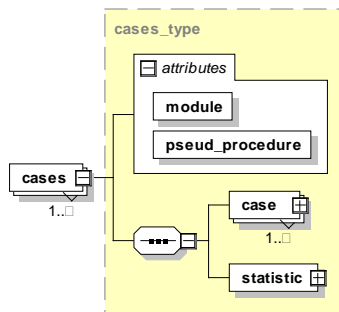 cases_type
attributes
module
pseud_procedure
cases
1..□
case
1..□
statistic